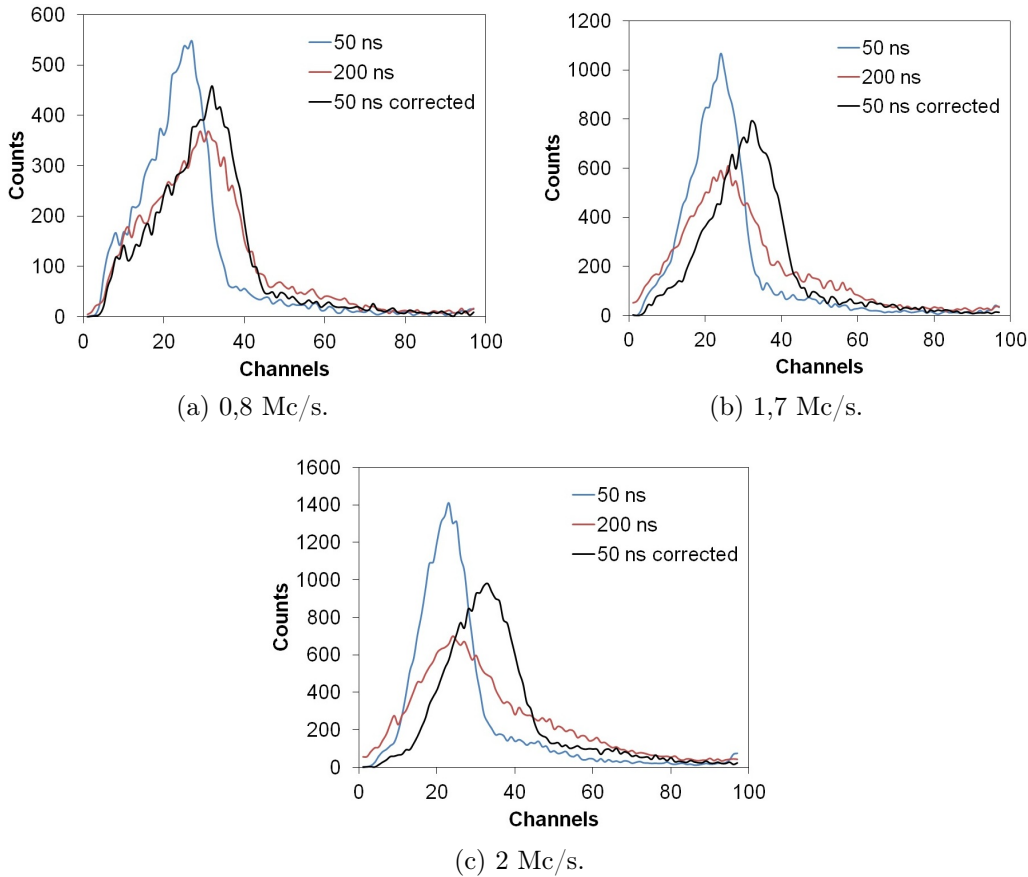 600
500
400
300
200
100
0
0 20 40 60 80 100
Counts
Channels
50 ns
200 ns
50 ns corrected
(a) 0,8 Mc/s.
1200
1000
800
600
400
200
0
0 20 40 60 80 100
Counts
Channels
50 ns
200 ns
50 ns corrected
(b) 1,7 Mc/s.
1600
1400
1200
1000
800
600
400
200
0
0 20 40 60 80 100
Counts
Channels
50 ns
200 ns
50 ns corrected
(c) 2 Mc/s.